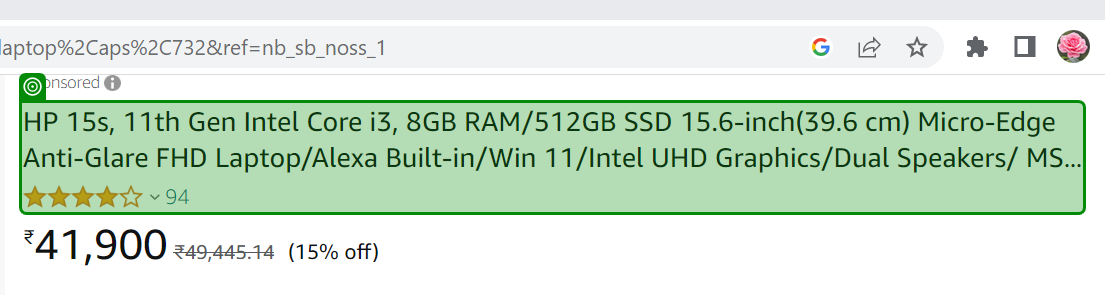 laptop%2Caps%2C732&ref=nb_sb_noss_1
HP 15s, 11th Gen Intel Core i3, 8GB RAM/512GB SSD 15.6-inch(39.6 cm) Micro-Edge
Anti-Glare FHD Laptop/Alexa Built-in/Win 11/Intel UHD Graphics/Dual Speakers/ MS...
94
₹41,900 ₹49,445.14 (15% off)